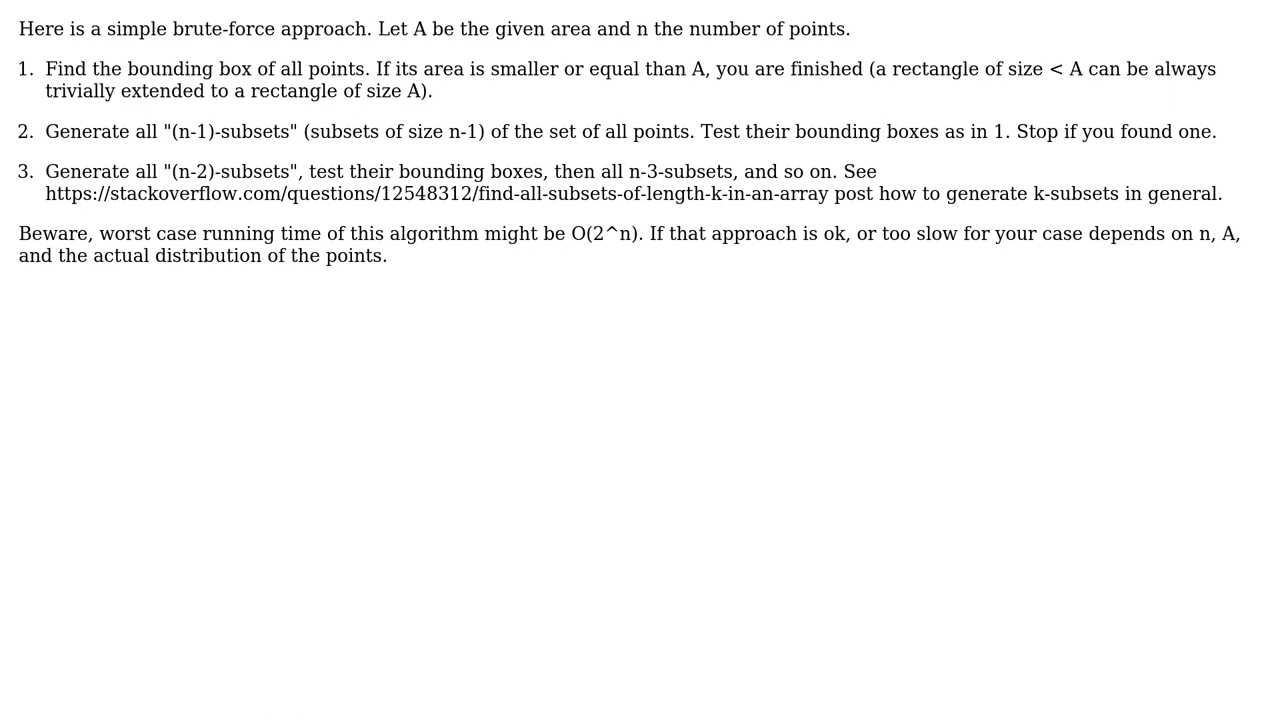 Here is a simple brute-force approach. Let A be the given area and n the number of points.
1. Find the bounding box of all points. If its area is smaller or equal than A, you are finished (a rectangle of size < A can be always
trivially extended to a rectangle of size A).
2. Generate all "(n-1)-subsets" (subsets of size n-1) of the set of all points. Test their bounding boxes as in 1. Stop if you found one.
3. Generate all "(n-2)-subsets", test their bounding boxes, then all n-3-subsets, and so on. See
https://stackoverflow.com/questions/12548312/find-all-subsets-of-length-k-in-an-array post how to generate k-subsets in general.
Beware, worst case running time of this algorithm might be O(2^n). If that approach is ok, or too slow for your case depends on n, A,
and the actual distribution of the points.